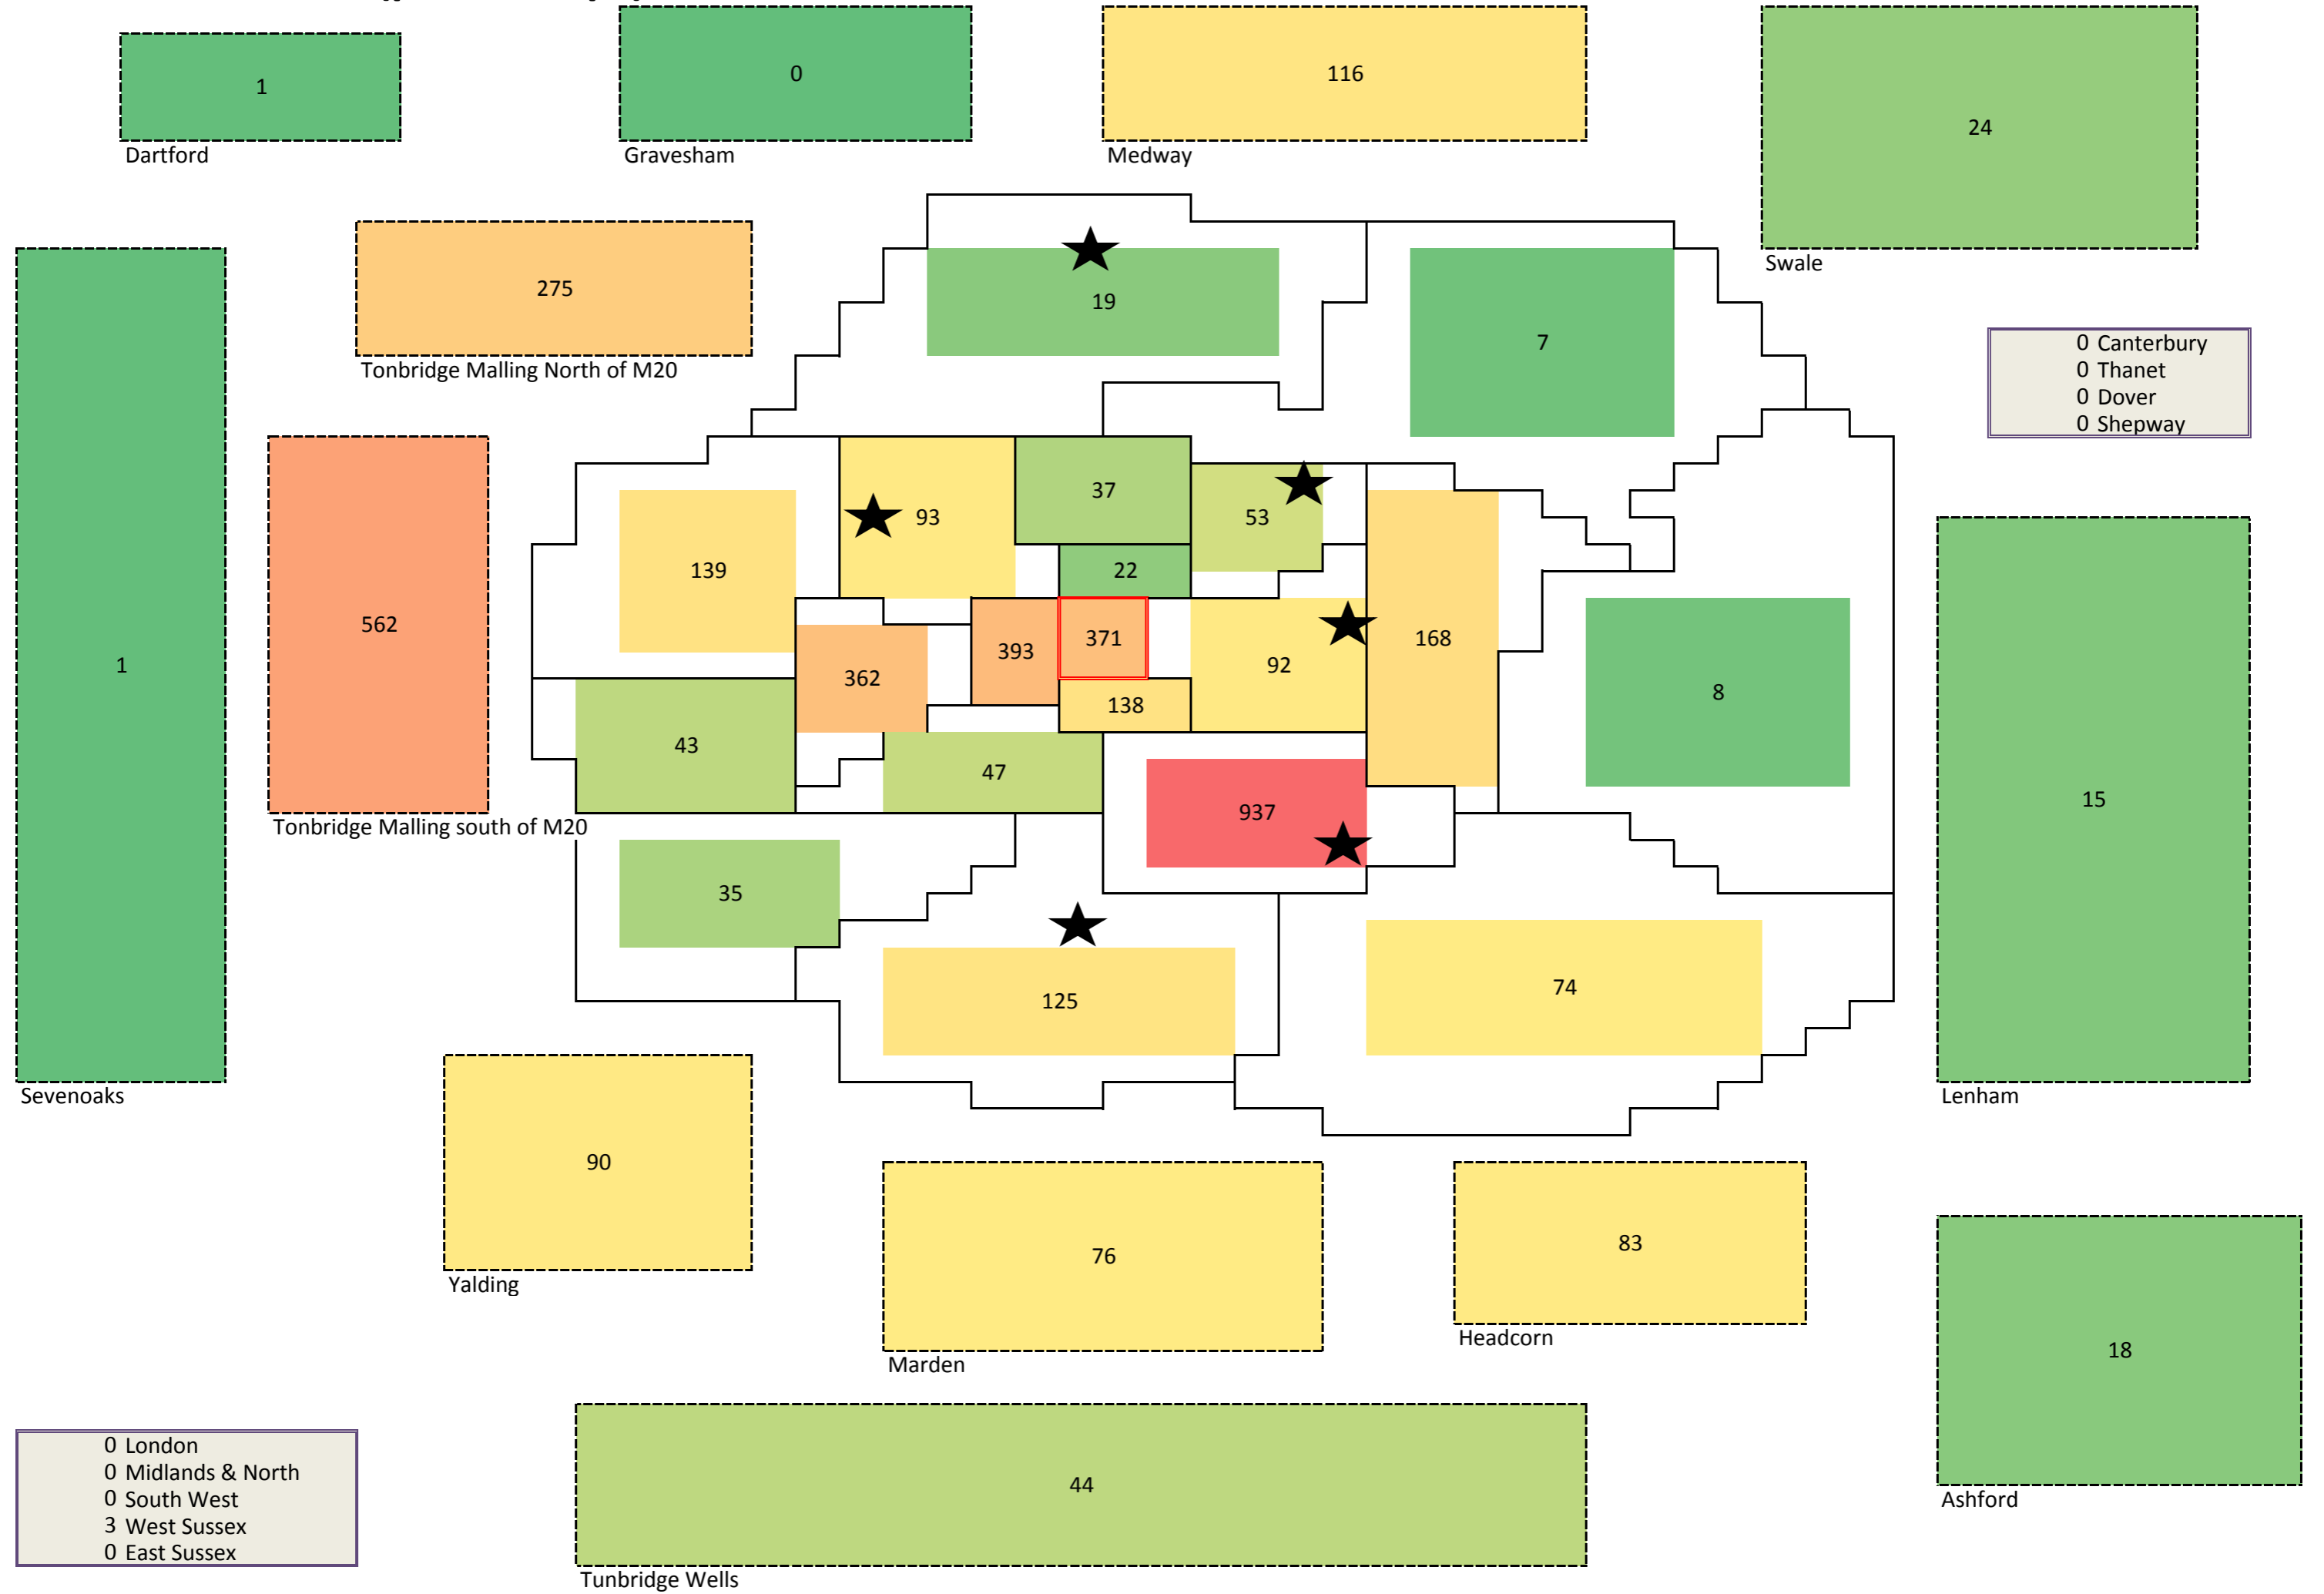 1
Dartford
0
Gravesham
116
Medway
24
Swale
275
Tonbridge Malling North of M20
19
7
0 Canterbury
0 Thanet
0 Dover
0 Shepway
562
Tonbridge Malling south of M20
1
Sevenoaks
139
93
37
53
22
168
362
393
371
92
138
8
43
47
937
15
Lenham
35
125
74
90
Yalding
76
Marden
83
Headcorn
18
Ashford
0 London
0 Midlands & North
0 South West
3 West Sussex
0 East Sussex
44
Tunbridge Wells